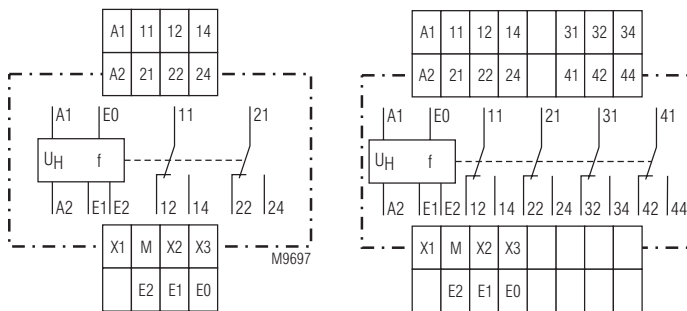 A1 11 12 14
A2 21 22 24
A1 E0 11 21
UH f
A2 E1 E2 12 14 22 24
X1 M X2 X3
E2 E1 E0
M9697
A1 11 12 14 31 32 34
A2 21 22 24 41 42 44
A1 E0 11 21 31 41
UH f
A2 E1 E2 12 14 22 24 32 34 42 44
X1 M X2 X3
E2 E1 E0